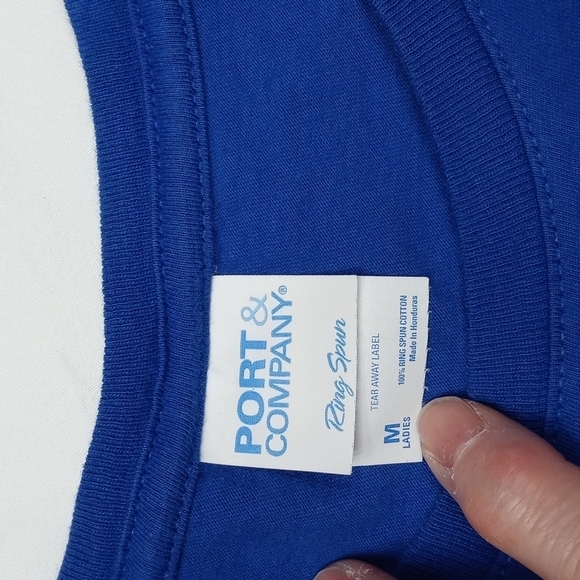 PORT &
COMPANY®
Ring Spun
TEAR AWAY LABEL
M
LADIES
100% RING SPUN COTTON
Made in Honduras